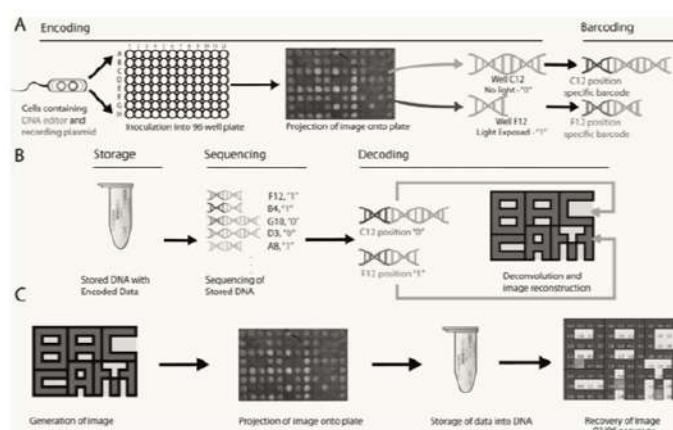 A Encoding Barcoding
1 2 3 4 5 6 7 8 9 10 11 12
A
B
C
D
E
F
G
H
Cells containing
DNA editor and
recording plasmid
Inoculation into 96 well plate
Projection of image onto plate
Well C12
No light - "0"
Well F12
Light Exposed - "1"
C12 position
specific barcode
F12 position
specific barcode
B Storage Sequencing Decoding
Stored DNA with
Encoded Data
F12, "1"
B4, "1"
G10, "0"
D3, "0"
A8, "1"
Sequencing of
Stored DNA
C12 position "0"
F12 position "1"
BAC
CAM
Deconvolution and
image reconstruction
C
BAC
CAM
Generation of image
Projection of image onto plate
Storage of data into DNA
Recovery of image